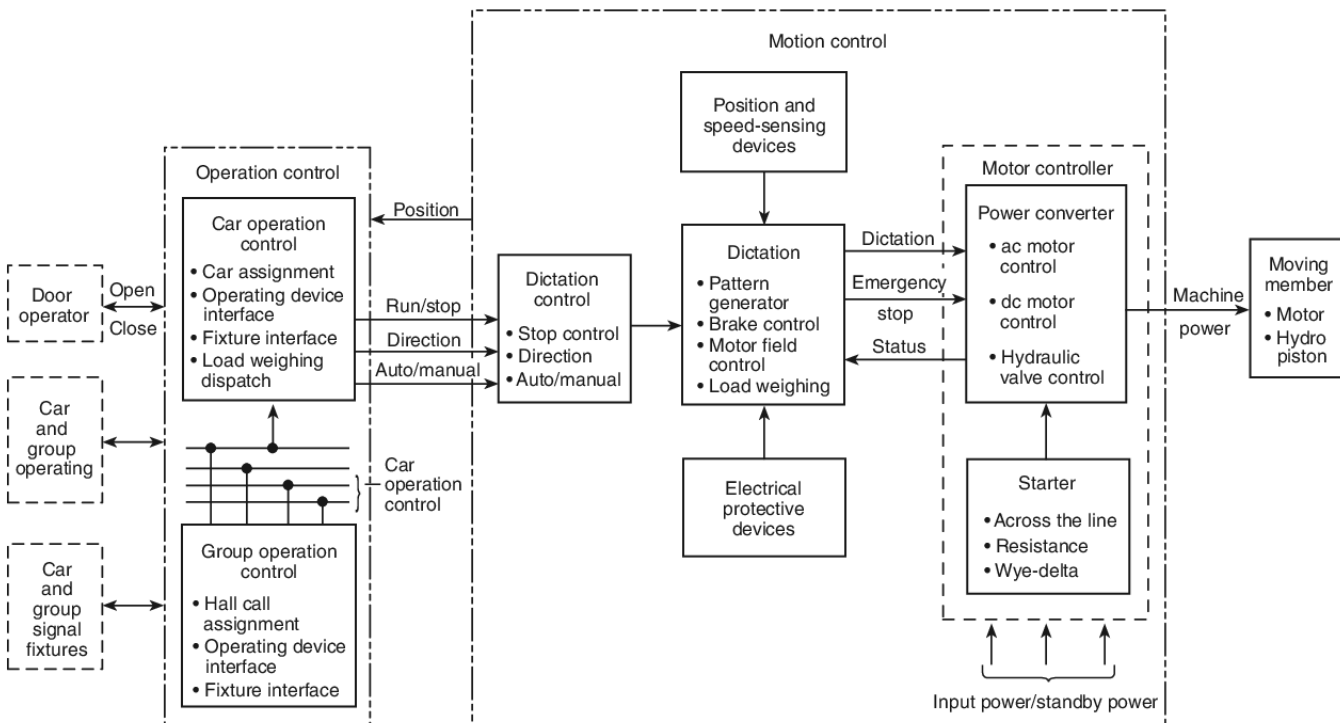 Motion control
Position and
speed-sensing
devices
Operation control
Motor controller
Car operation
control
• Car assignment
• Operating device
interface
• Fixture interface
• Load weighing
dispatch
Position
Power converter
• ac motor
control
• dc motor
control
• Hydraulic
valve control
Door
operator
Open
Close
Run/stop
Direction
Auto/manual
Dictation
control
• Stop control
• Direction
• Auto/manual
Dictation
• Pattern
generator
• Brake control
• Motor field
control
• Load weighing
Dictation
Emergency
stop
Status
Machine
power
Moving
member
• Motor
• Hydro
piston
Car
and
group
operating
Car
operation
control
Electrical
protective
devices
Starter
• Across the line
• Resistance
• Wye-delta
Car
and
group
signal
fixtures
Group operation
control
• Hall call
assignment
• Operating device
interface
• Fixture interface
Input power/standby power